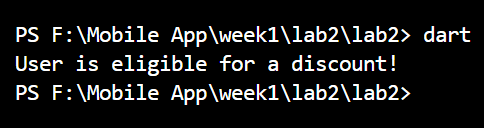 PS F:\Mobile App\week1\lab2\lab2> dart
User is eligible for a discount!
PS F:\Mobile App\week1\lab2\lab2>